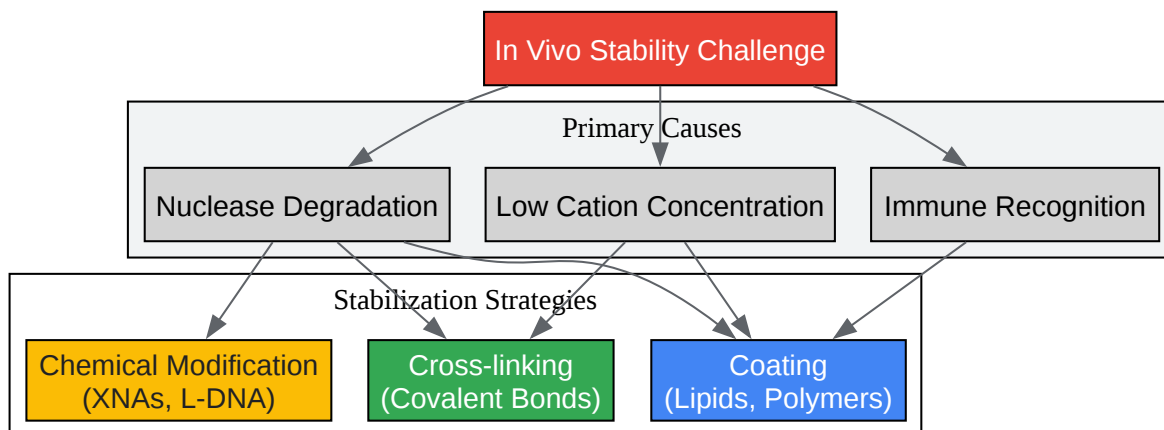 In Vivo Stability Challenge
Primary Causes
Nuclease Degradation
Low Cation Concentration
Immune Recognition
Stabilization Strategies
Chemical Modification
(XNAs, L-DNA)
Cross-linking
(Covalent Bonds)
Coating
(Lipids, Polymers)